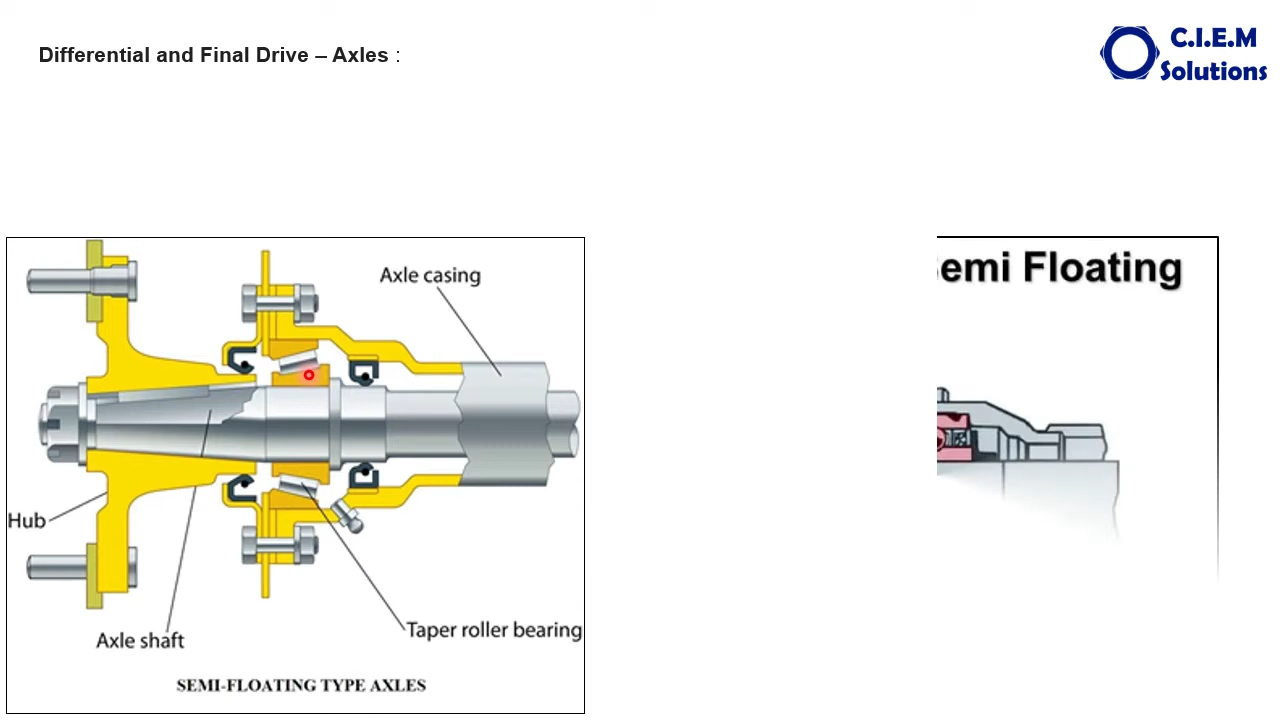 Differential and Final Drive – Axles :
C.I.E.M
Solutions
Axle casing
Hub
Axle shaft
Taper roller bearing
SEMI-FLOATING TYPE AXLES
emi Floating